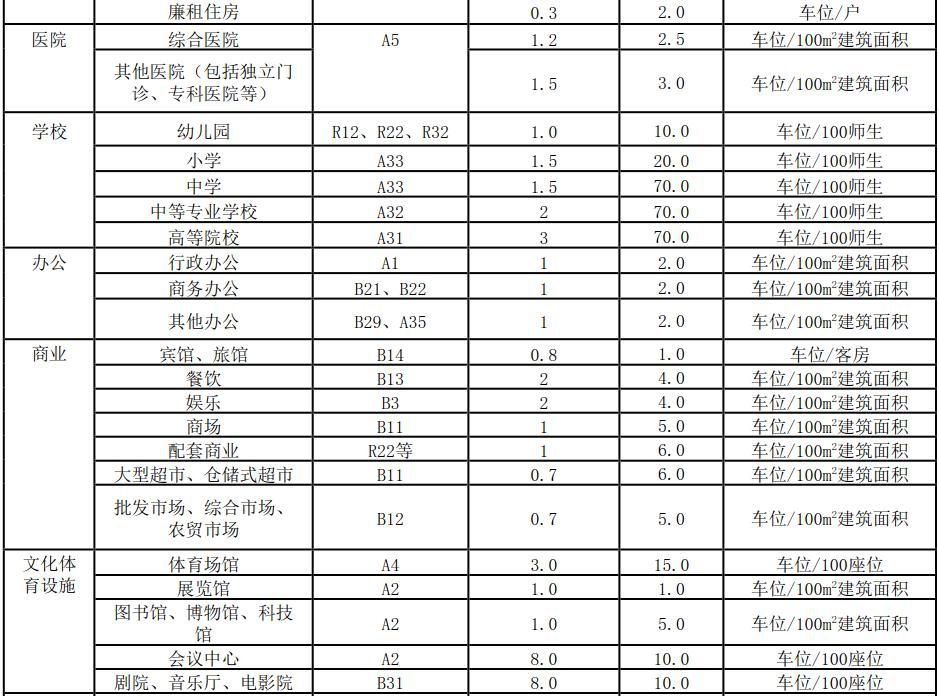 廉租住房 0.3 2.0 车位/户
医院 综合医院 A5 1.2 2.5 车位/100m²建筑面积
其他医院（包括独立门
诊、专科医院等） 1.5 3.0 车位/100m²建筑面积
学校 幼儿园 R12、R22、R32 1.0 10.0 车位/100师生
小学 A33 1.5 20.0 车位/100师生
中学 A33 1.5 70.0 车位/100师生
中等专业学校 A32 2 70.0 车位/100师生
高等院校 A31 3 70.0 车位/100师生
办公 行政办公 A1 1 2.0 车位/100m²建筑面积
商务办公 B21、B22 1 2.0 车位/100m²建筑面积
其他办公 B29、A35 1 2.0 车位/100m²建筑面积
商业 宾馆、旅馆 B14 0.8 1.0 车位/客房
餐饮 B13 2 4.0 车位/100m²建筑面积
娱乐 B3 2 4.0 车位/100m²建筑面积
商场 B11 1 5.0 车位/100m²建筑面积
配套商业 R22等 1 6.0 车位/100m²建筑面积
大型超市、仓储式超市 B11 0.7 6.0 车位/100m²建筑面积
批发市场、综合市场、
农贸市场 B12 0.7 5.0 车位/100m²建筑面积
文化体
育设施 体育场馆 A4 3.0 15.0 车位/100座位
展览馆 A2 1.0 1.0 车位/100m²建筑面积
图书馆、博物馆、科技
馆 A2 1.0 5.0 车位/100m²建筑面积
会议中心 A2 8.0 10.0 车位/100座位
剧院、音乐厅、电影院 B31 8.0 10.0 车位/100座位